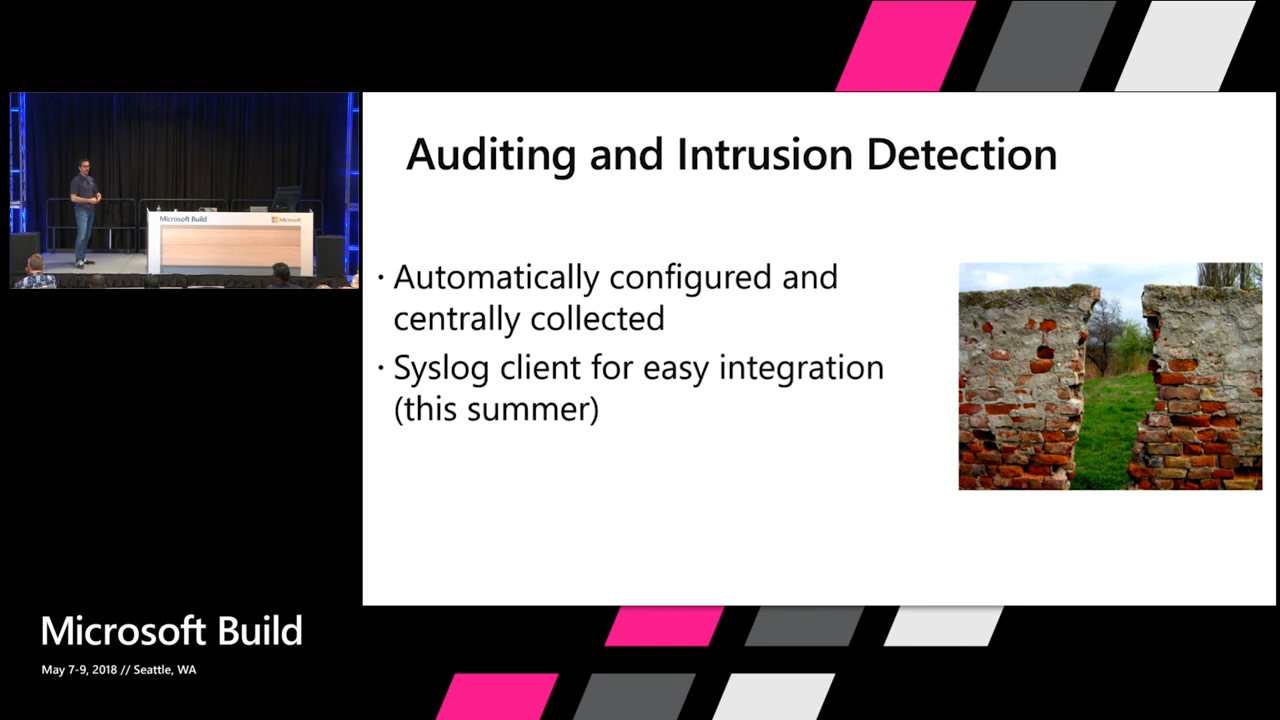 Auditing and Intrusion Detection
Microsoft Build
Microsoft
· Automatically configured and
centrally collected
· Syslog client for easy integration
(this summer)
Microsoft Build
May 7-9, 2018 // Seattle, WA